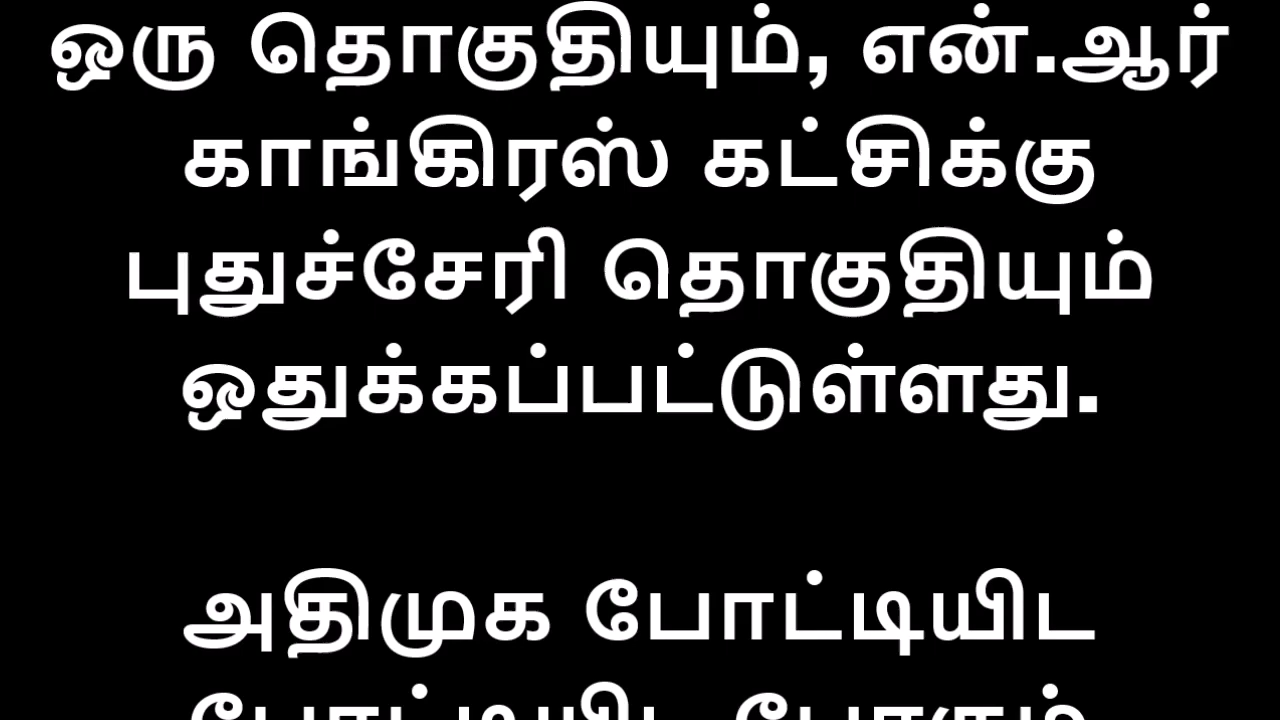 ஒரு தொகுதியும், என்.ஆர்
காங்கிரஸ் கட்சிக்கு
புதுச்சேரி தொகுதியும்
ஒதுக்கப்பட்டுள்ளது.
அதிமுக போட்டியிட